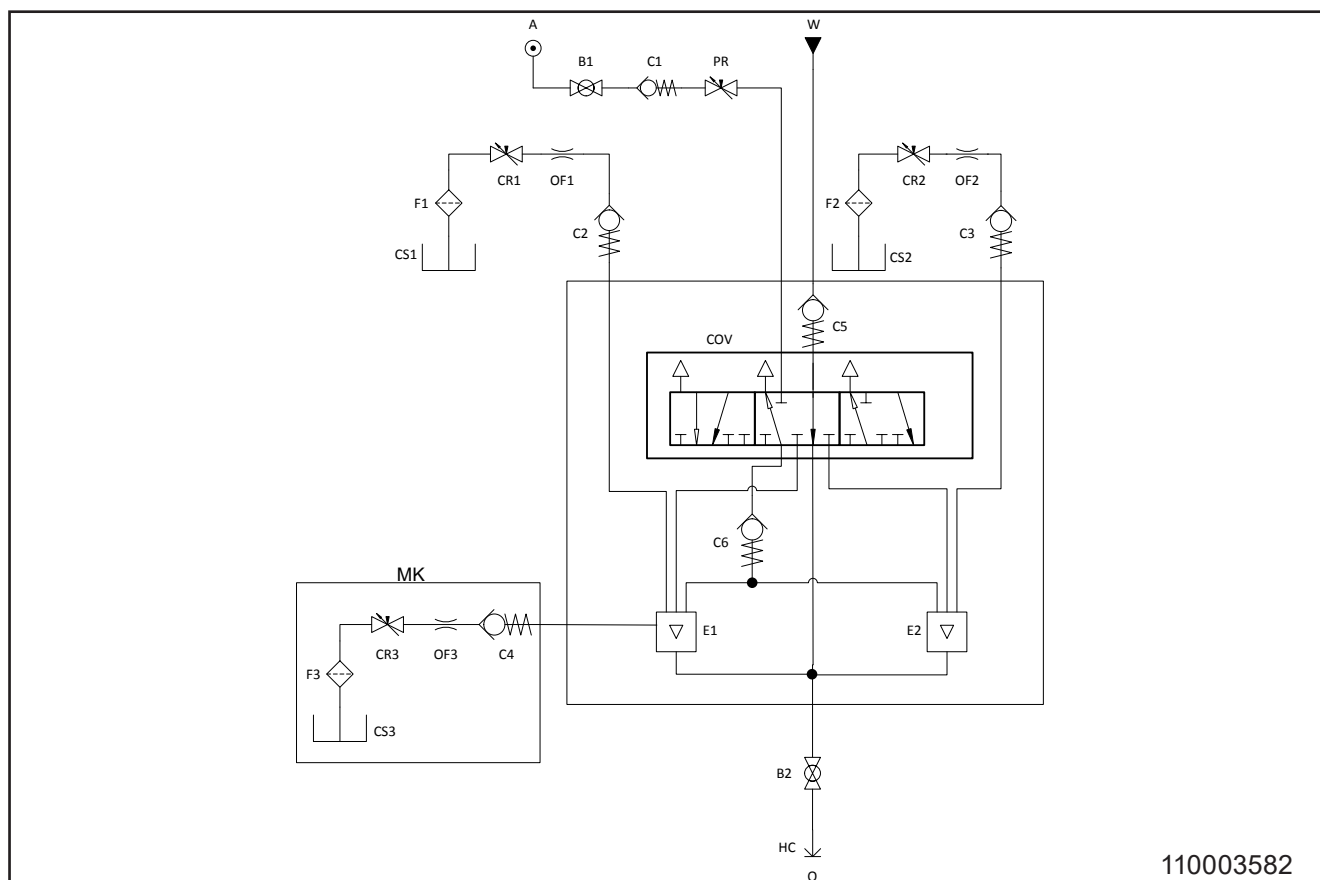 A W
B1 C1 PR
CR1 OF1 CR2 OF2
F1 F2
C2 C3
CS1 CS2
C5
COV
C6
MK
E1 E2
CR3 OF3 C4
F3
CS3
B2
HC
O
110003582